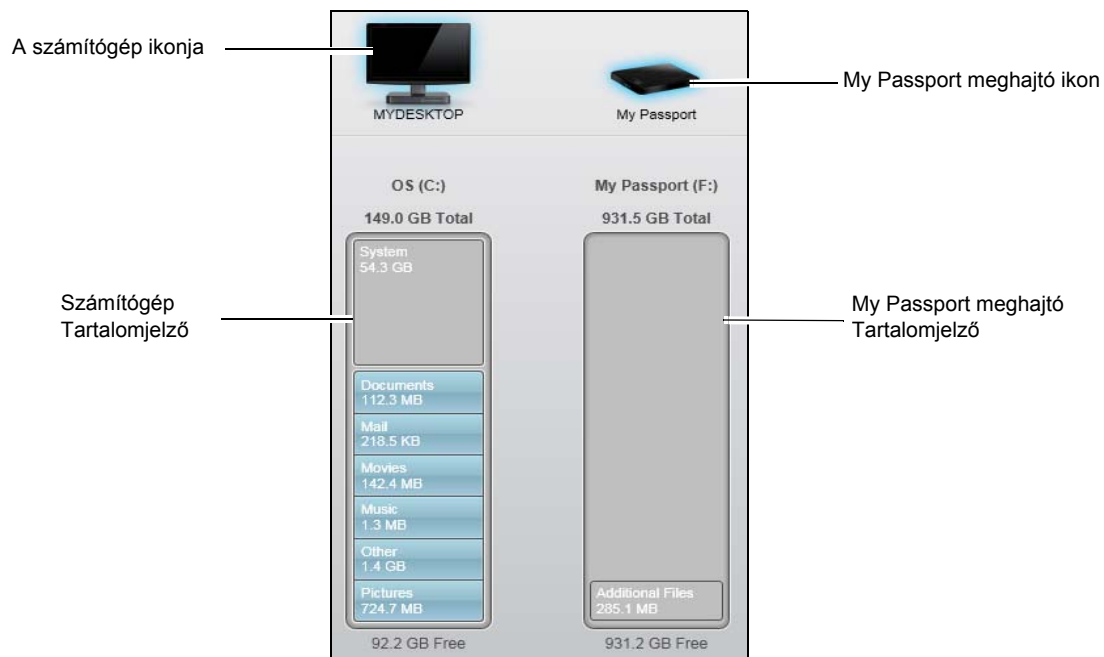 A számítógép ikonja
My Passport meghajtó ikon
MYDESKTOP
My Passport
OS (C:)
My Passport (F:)
149.0 GB Total
931.5 GB Total
System
54.3 GB
Számítógép
Tartalomjelző
My Passport meghajtó
Tartalomjelző
Documents
112.3 MB
Mail
218.5 KB
Movies
142.4 MB
Music
1.3 MB
Other
1.4 GB
Pictures
724.7 MB
Additional Files
285.1 MB
92.2 GB Free
931.2 GB Free